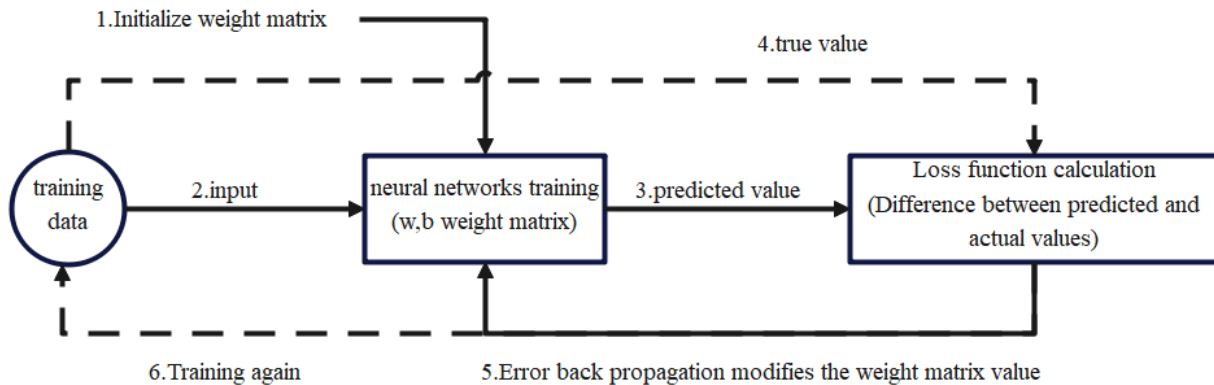 1.Initialize weight matrix
4.true value
training
data
2.input
neural networks training
(w,b weight matrix)
3.predicted value
Loss function calculation
(Difference between predicted and
actual values)
6.Training again
5.Error back propagation modifies the weight matrix value